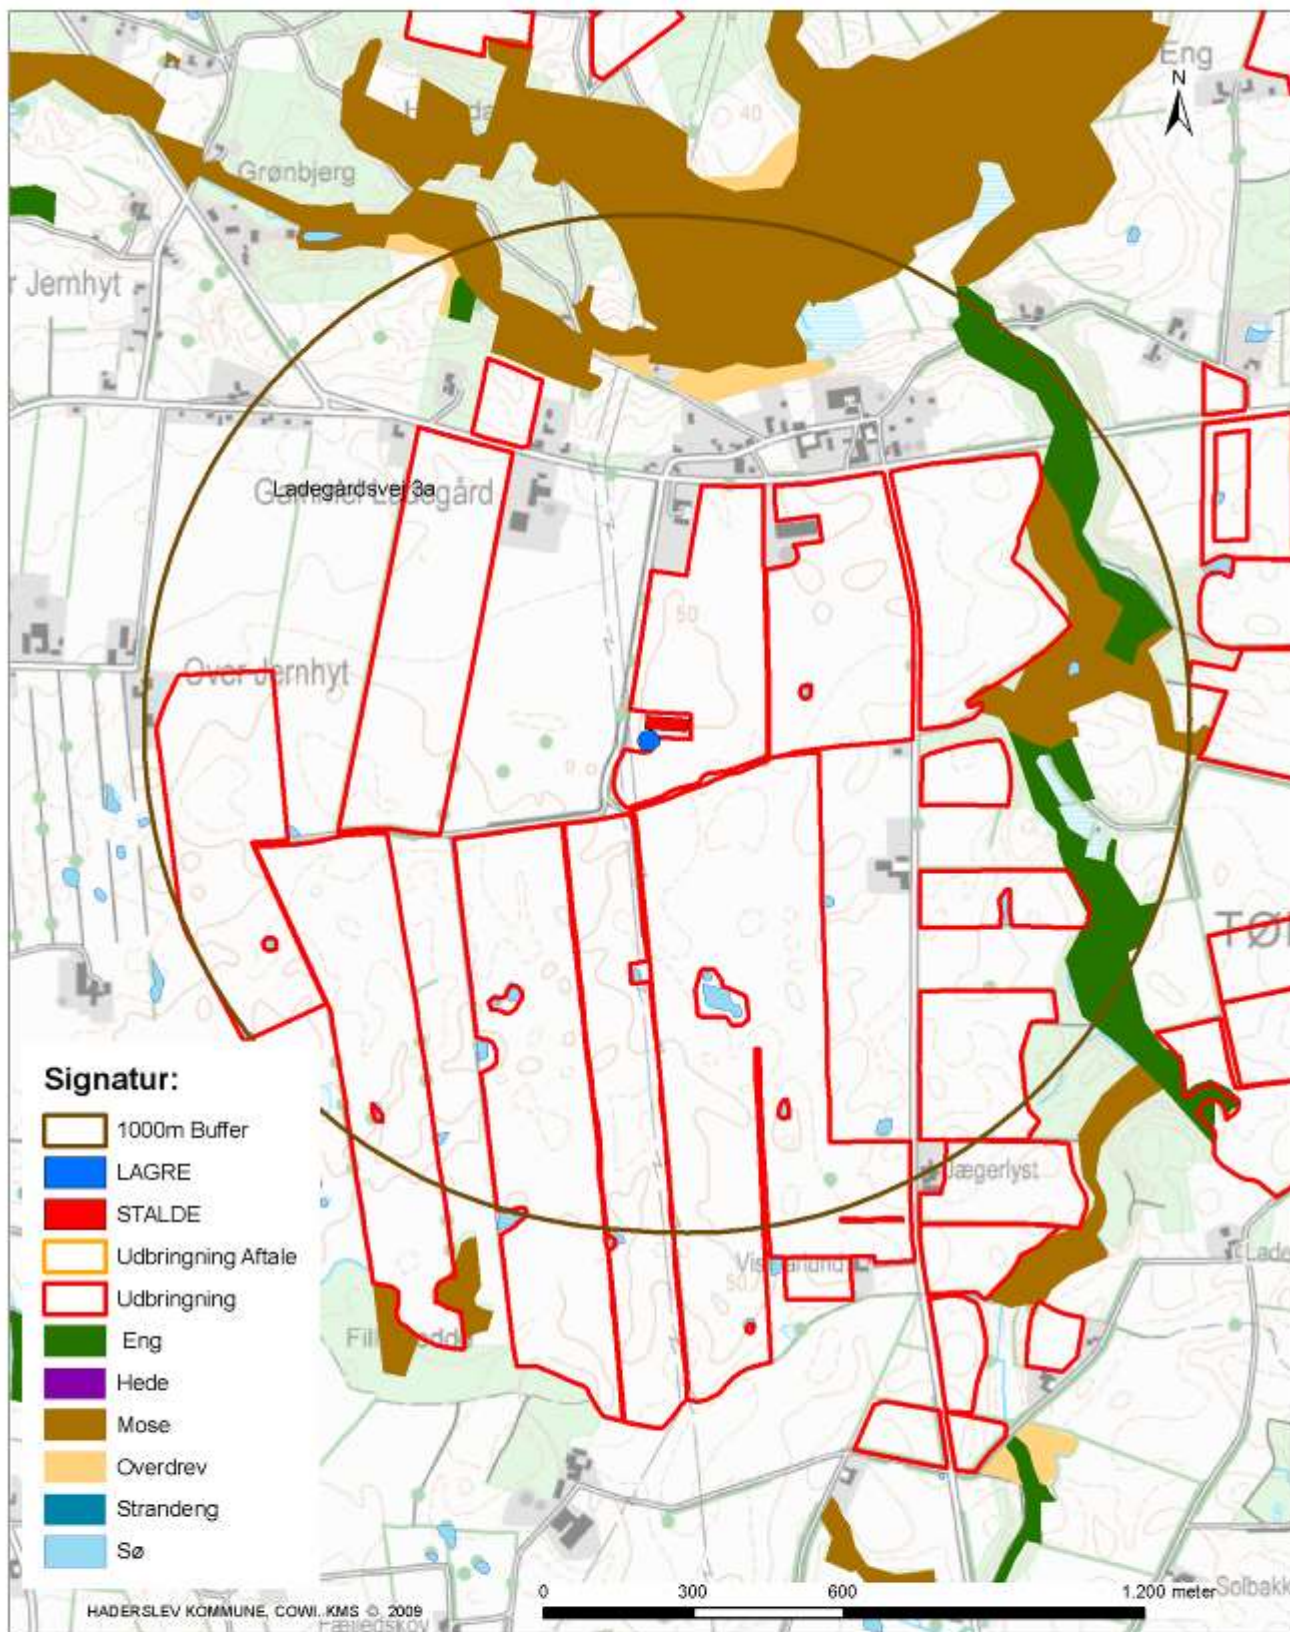 Eng
N
40
Grønbjerg
r Jernhyt
Ladegårdsvej 3a
50
Over Jernhyt
TØ
Jægerlyst
Lade
Signatur:
1000m Buffer
LAGRE
STALDE
Udbringning Aftale
Udbringning
Eng
Hede
Mose
Overdrev
Strandeng
Sø
0 300 600 1.200 meter
Solbakk
HADERSLEV KOMMUNE, COWI. KMS © 2009